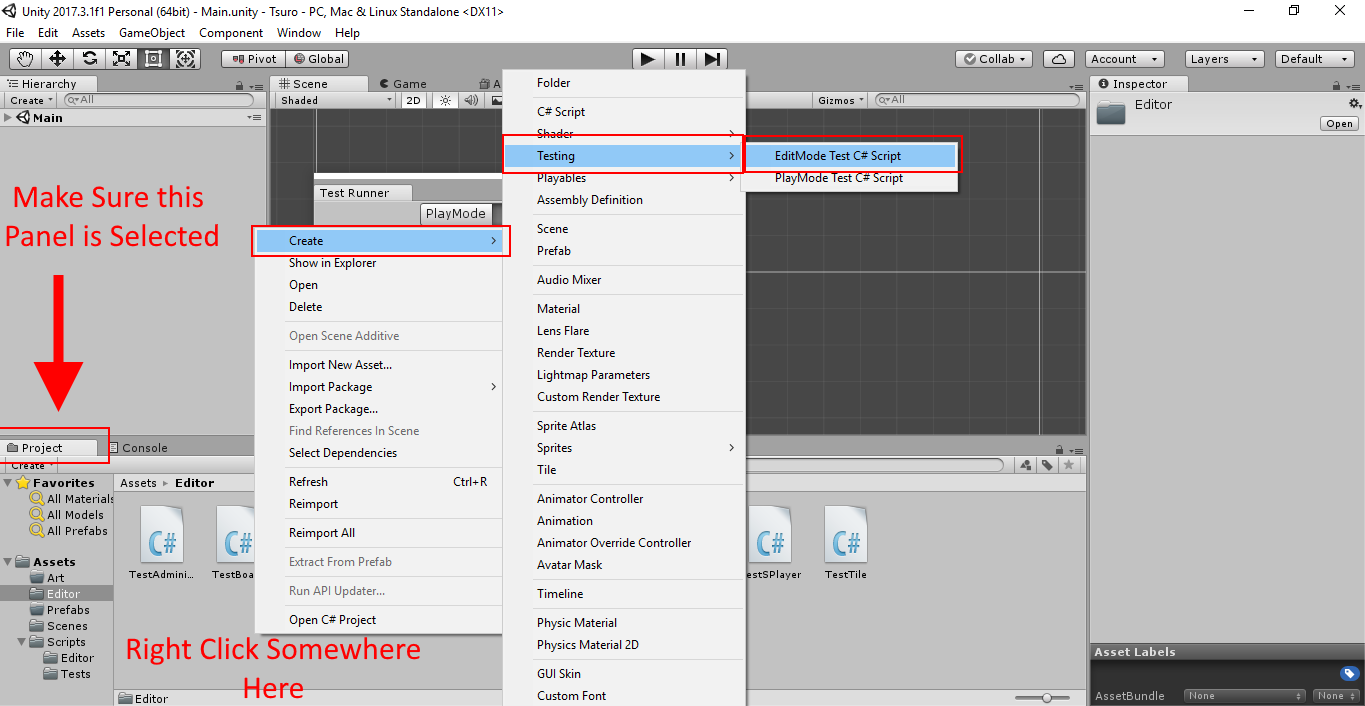 Unity 2017.3.1f1 Personal (64bit) - Main.unity - Tsuro - PC, Mac & Linux Standalone <DX11>
File Edit Assets GameObject Component Window Help
Pivot Global Collab Account Layers Default
Hierarchy
Create All
Main
Scene Game
Shaded 2D Gizmos All
Inspector
Editor
Open
Test Runner
PlayMode
Make Sure this
Panel is Selected
Create
Show in Explorer
Open
Delete
Open Scene Additive
Import New Asset...
Import Package
Export Package...
Find References In Scene
Select Dependencies
Refresh Ctrl+R
Reimport
Reimport All
Extract From Prefab
Run API Updater...
Open C# Project
Folder
C# Script
Shader
Testing
Playables
Assembly Definition
Scene
Prefab
Audio Mixer
Material
Lens Flare
Render Texture
Lightmap Parameters
Custom Render Texture
Sprite Atlas
Sprites
Tile
Animator Controller
Animation
Animator Override Controller
Avatar Mask
Timeline
Physic Material
Physics Material 2D
GUI Skin
Custom Font
EditMode Test C# Script
PlayMode Test C# Script
Project Console
Create
Favorites
All Materials
All Models
All Prefabs
Assets
Art
Editor
Prefabs
Scenes
Scripts
Editor
Tests
Assets Editor
C# C# C# C#
TestAdmini... TestBoa estSPlayer TestTile
Right Click Somewhere
Here
Editor
Asset Labels
AssetBundle None None